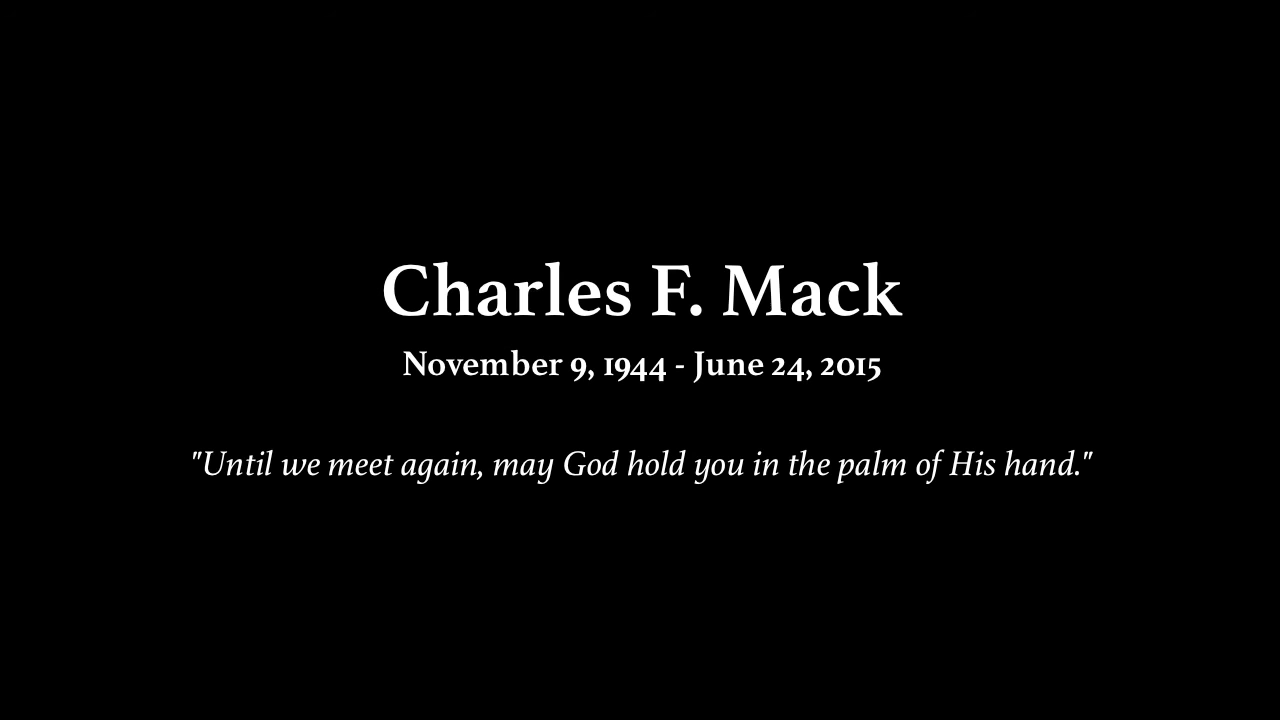 Charles F. Mack
November 9, 1944 - June 24, 2015
"Until we meet again, may God hold you in the palm of His hand."